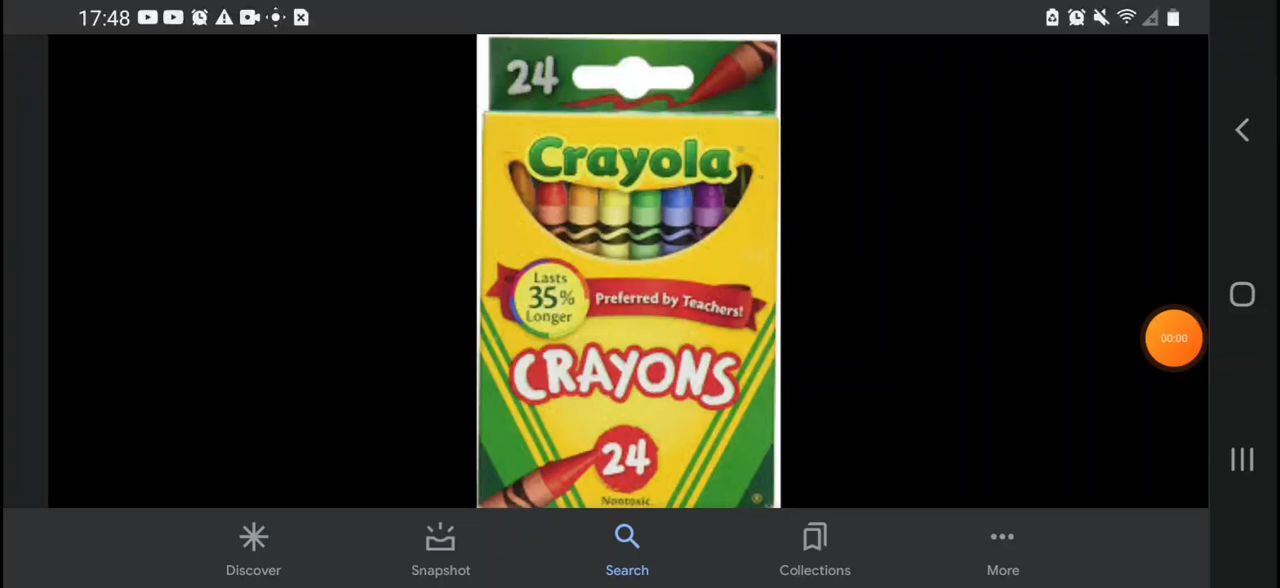 17:48
24
Crayola
Lasts
35%
Longer
Preferred by Teachers!
CRAYONS
24
Nontoxic
00:00
Discover
Snapshot
Search
Collections
More